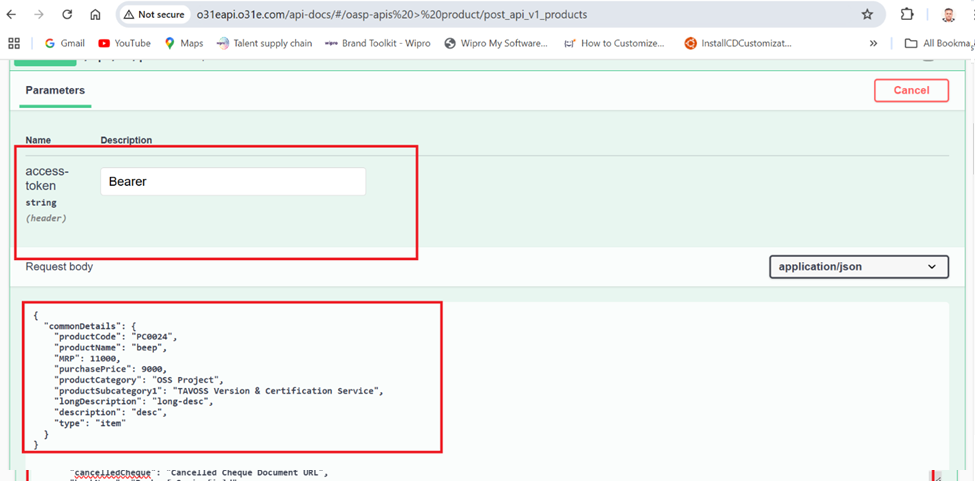 Not secure o31eapi.o31e.com/api-docs/#/oasp-apis%20>%20product/post_api_v1_products
Gmail YouTube Maps Talent supply chain Brand Toolkit - Wipro Wipro My Software... How to Customize... InstallCDCustomizat... » All Bookma
Parameters Cancel
Name Description
access-
token
string
(header)
Bearer
Request body application/json
{
"commonDetails": {
"productCode": "PC0024",
"productName": "beep",
"MRP": 11000,
"purchasePrice": 9000,
"productCategory": "OSS Project",
"productSubcategory1": "TAVOSS Version & Certification Service",
"longDescription": "long-desc",
"description": "desc",
"type": "item"
}
}
"cancelledCheque": "Cancelled Cheque Document URL",